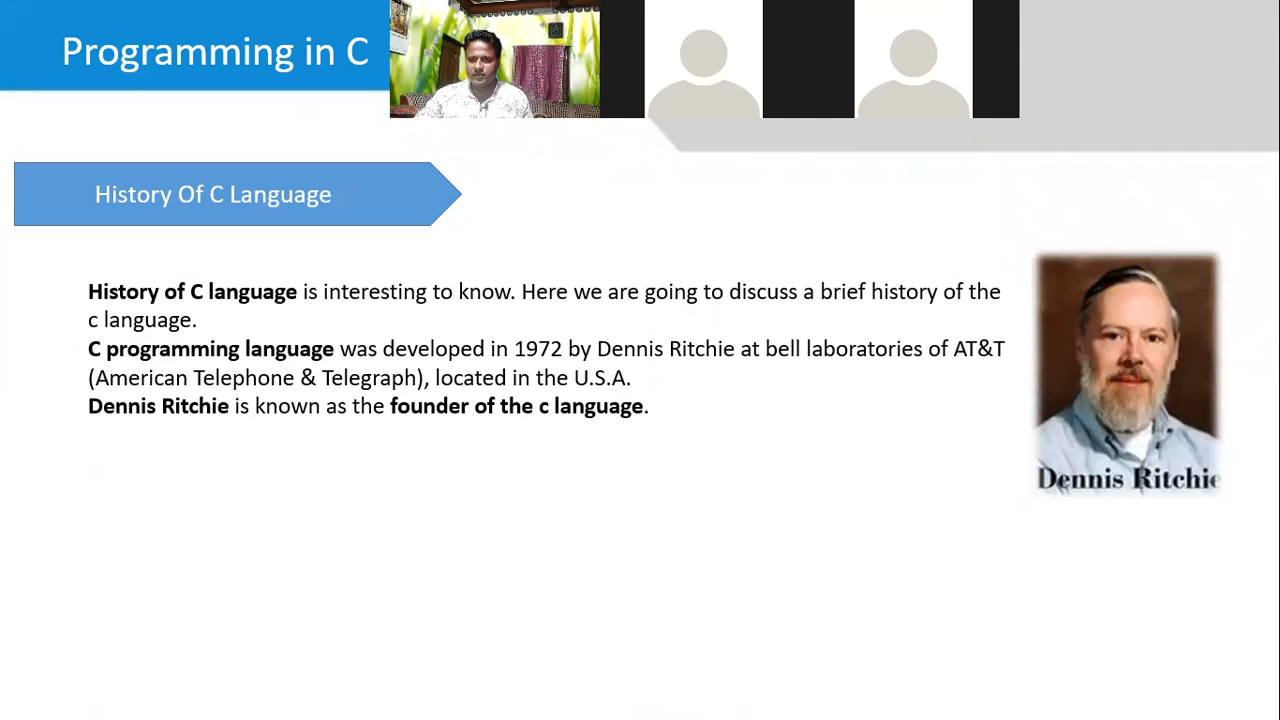 Programming in C
History Of C Language
History of C language is interesting to know. Here we are going to discuss a brief history of the
c language.
C programming language was developed in 1972 by Dennis Ritchie at bell laboratories of AT&T
(American Telephone & Telegraph), located in the U.S.A.
Dennis Ritchie is known as the founder of the c language.
Dennis Ritchie